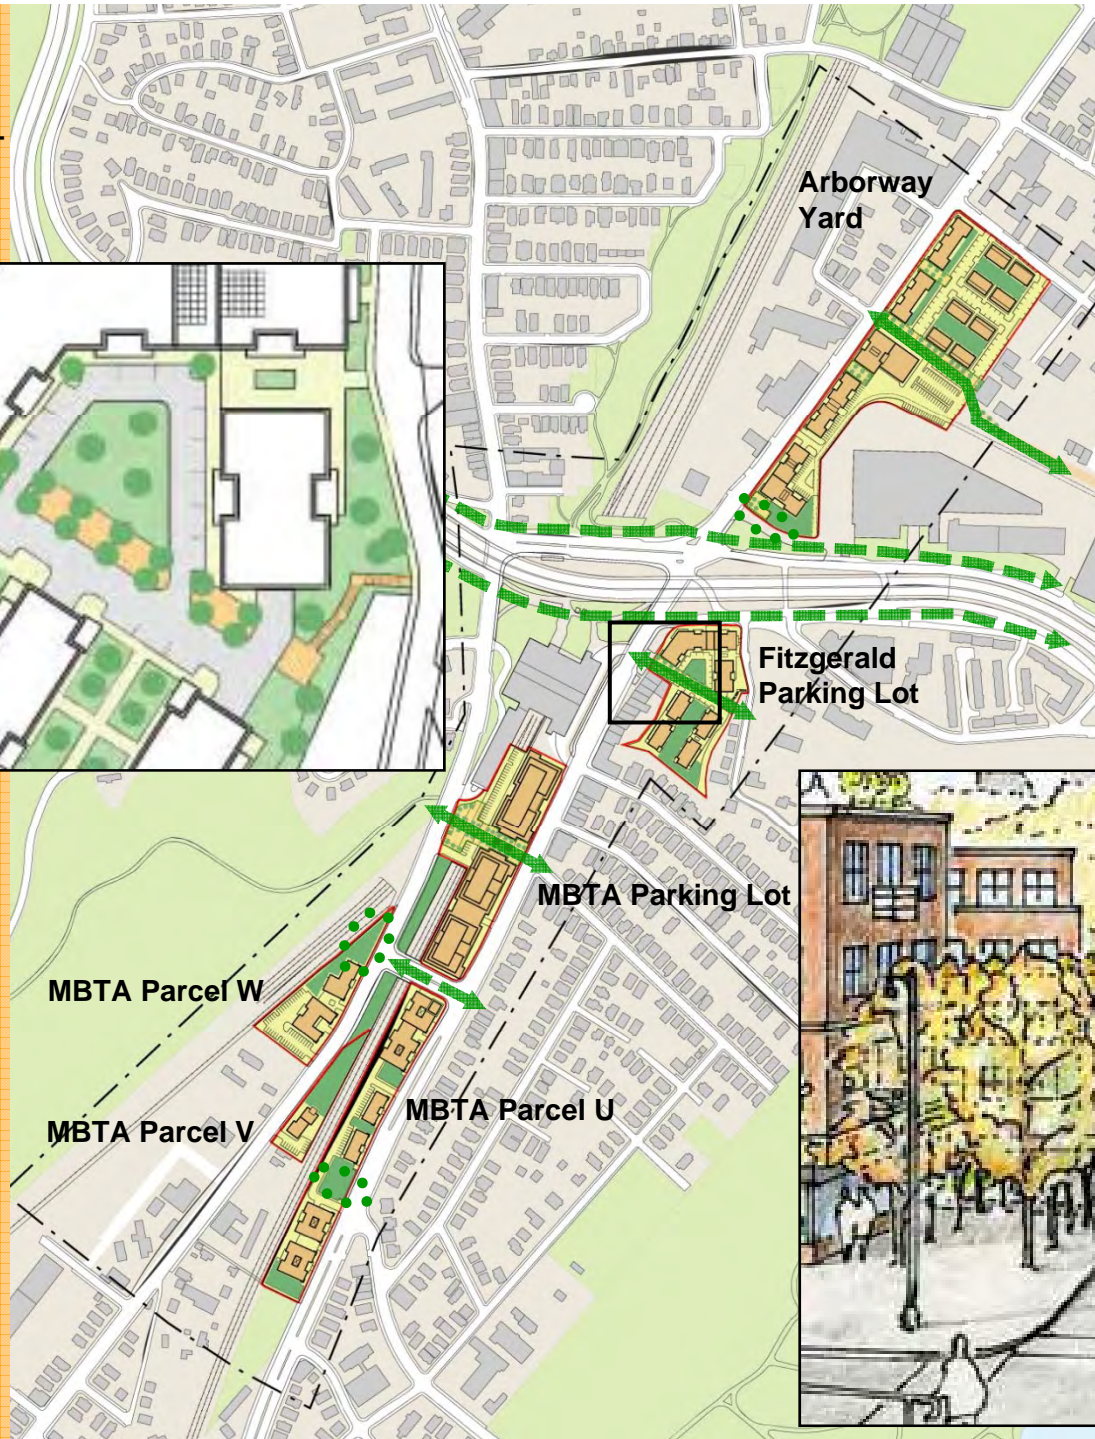 Arborway
Yard
Fitzgerald
Parking Lot
A
MBTA Parking Lot
MBTA Parcel W
MBTA Parcel U
MBTA Parcel V